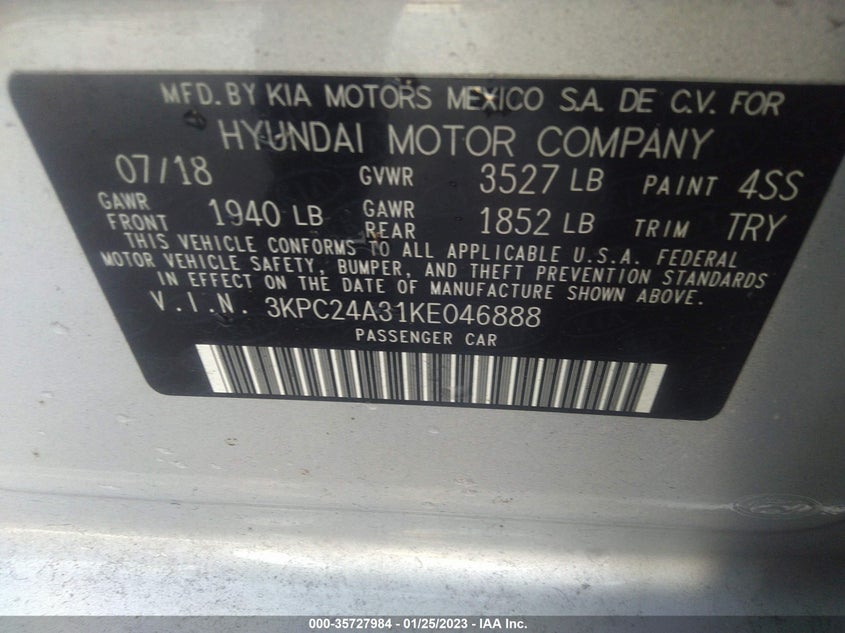 MFD. BY KIA MOTORS MEXICO S.A. DE C.V. FOR
HYUNDAI MOTOR COMPANY
07/18 GVWR 3527 LB PAINT 4SS
GAWR FRONT 1940 LB GAWR REAR 1852 LB TRIM TRY
THIS VEHICLE CONFORMS TO ALL APPLICABLE U.S.A. FEDERAL
MOTOR VEHICLE SAFETY, BUMPER, AND THEFT PREVENTION STANDARDS
IN EFFECT ON THE DATE OF MANUFACTURE SHOWN ABOVE.
V.I.N. 3KPC24A31KE046888
PASSENGER CAR
000-35727984 - 01/25/2023 - IAA Inc.